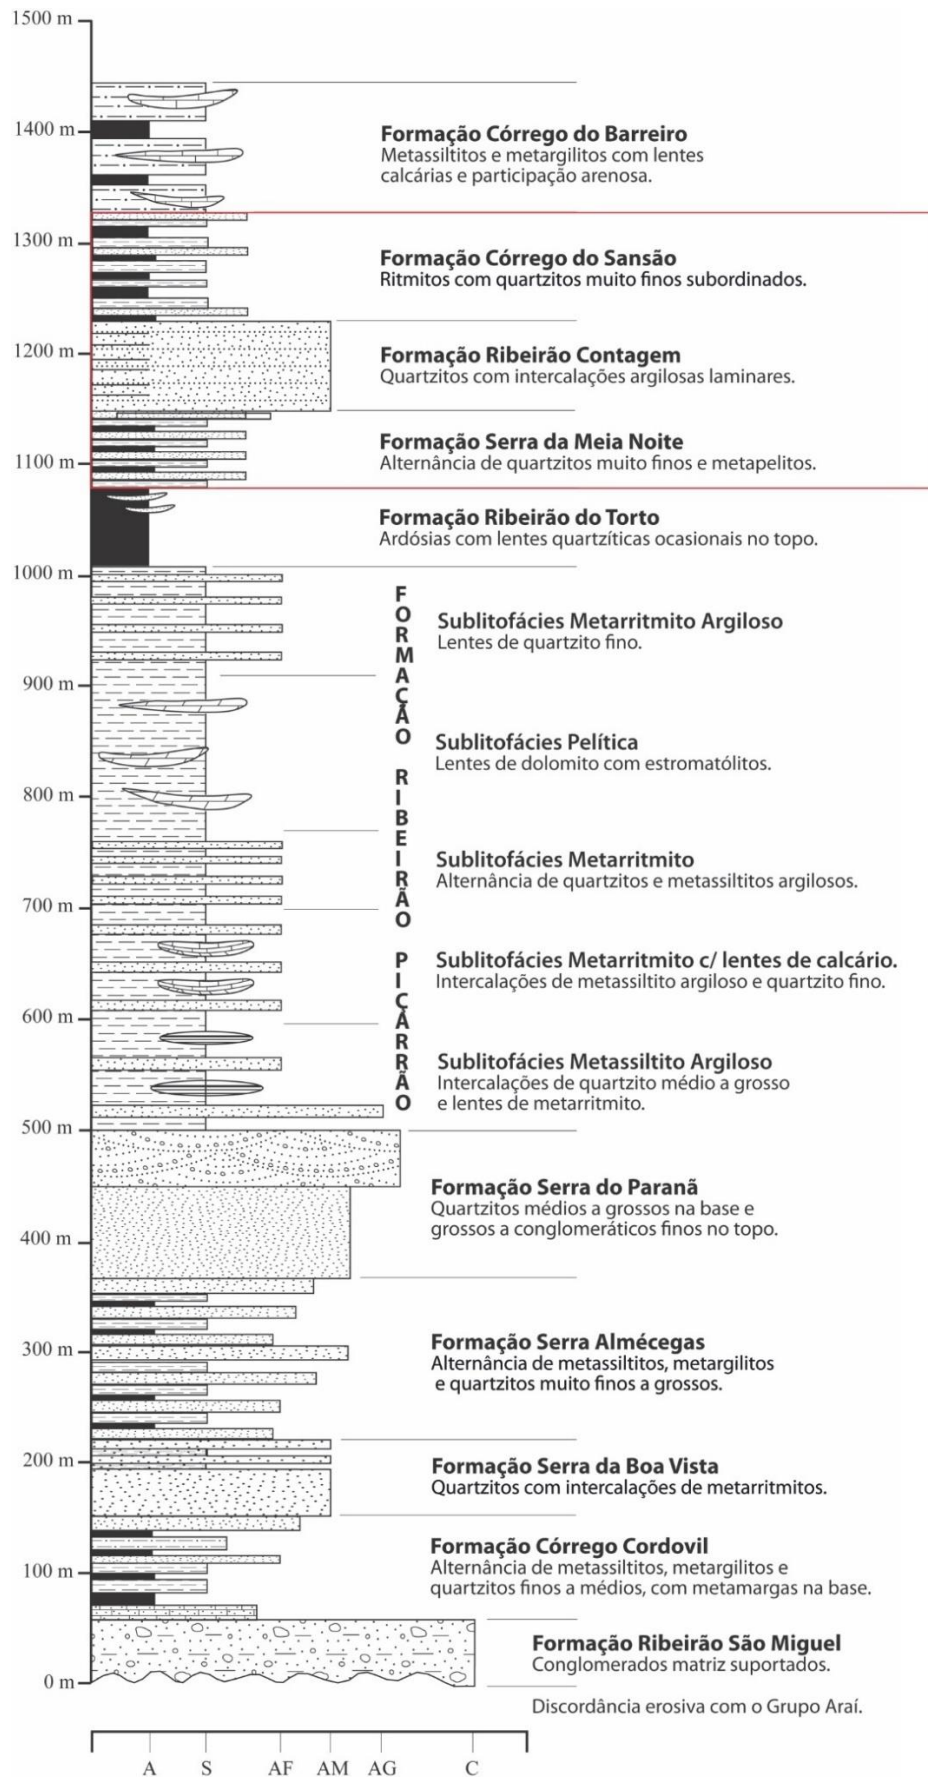 1500 m
1400 m
Formação Córrego do Barreiro
Metassiltitos e metargilitos com lentes
calcárias e participação arenosa.
1300 m
Formação Córrego do Sansão
Ritmitos com quartzitos muito finos subordinados.
1200 m
Formação Ribeirão Contagem
Quartzitos com intercalações argilosas laminares.
Formação Serra da Meia Noite
1100 m
Alternância de quartzitos muito finos e metapelitos.
Formação Ribeirão do Torto
Ardósias com lentes quartzíticas ocasionais no topo.
1000 m
FORMAÇÃO RIBEIRÃO PIÇARRÃO
Sublitofácies Metarritmito Argiloso
Lentes de quartzito fino.
900 m
Sublitofácies Pelítica
Lentes de dolomito com estromatólitos.
800 m
Sublitofácies Metarritmito
Alternância de quartzitos e metassiltitos argilosos.
700 m
Sublitofácies Metarritmito c/ lentes de calcário.
Intercalações de metassiltito argiloso e quartzito fino.
600 m
Sublitofácies Metassiltito Argiloso
Intercalações de quartzito médio a grosso
e lentes de metarritmito.
500 m
Formação Serra do Paranã
Quartzitos médios a grossos na base e
grossos a conglomeráticos finos no topo.
400 m
Formação Serra Almécegas
300 m
Alternância de metassiltitos, metargilitos
e quartzitos muito finos a grossos.
200 m
Formação Serra da Boa Vista
Quartzitos com intercalações de metarritmitos.
Formação Córrego Cordovil
100 m
Alternância de metassiltitos, metargilitos e
quartzitos finos a médios, com metamargas na base.
Formação Ribeirão São Miguel
Conglomerados matriz suportados.
0 m
Discordância erosiva com o Grupo Araí.
A S AF AM AG C